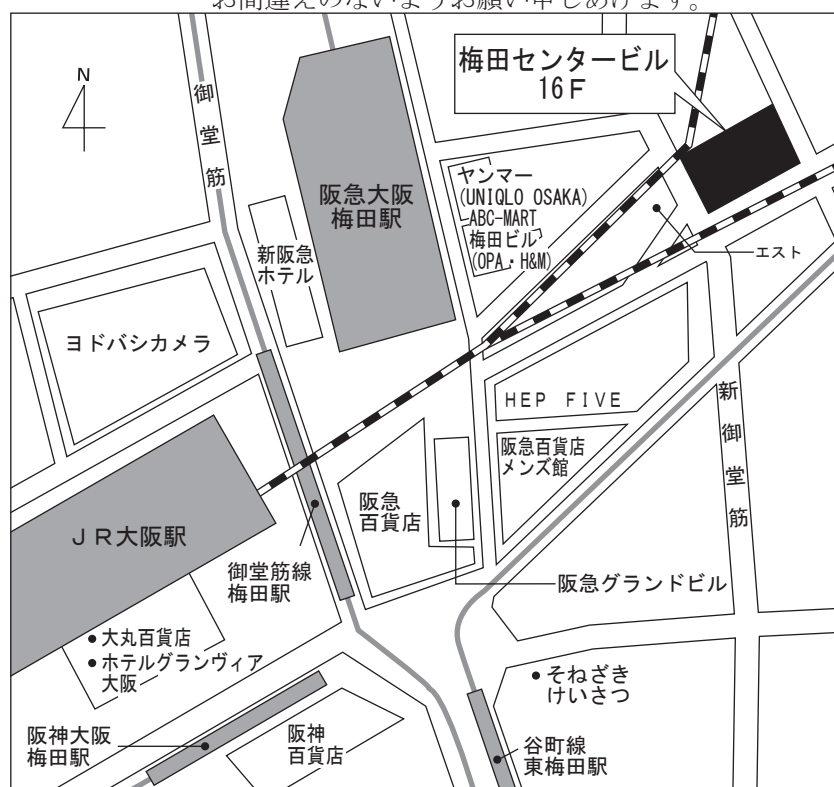 お間違えのないようお願い申しあげます。
N
御堂筋
梅田センタービル
16F
阪急大阪
梅田駅
ヤンマー
(UNIQLO OSAKA)
ABC-MART
梅田ビル
(OPA・H&M)
新阪急
ホテル
エスト
ヨドバシカメラ
HEP FIVE
新御堂筋
阪急百貨店
メンズ館
阪急
百貨店
JR大阪駅
御堂筋線
梅田駅
阪急グランドビル
大丸百貨店
ホテルグランヴィア
大阪
そねざき
けいさつ
阪神大阪
梅田駅
阪神
百貨店
谷町線
東梅田駅